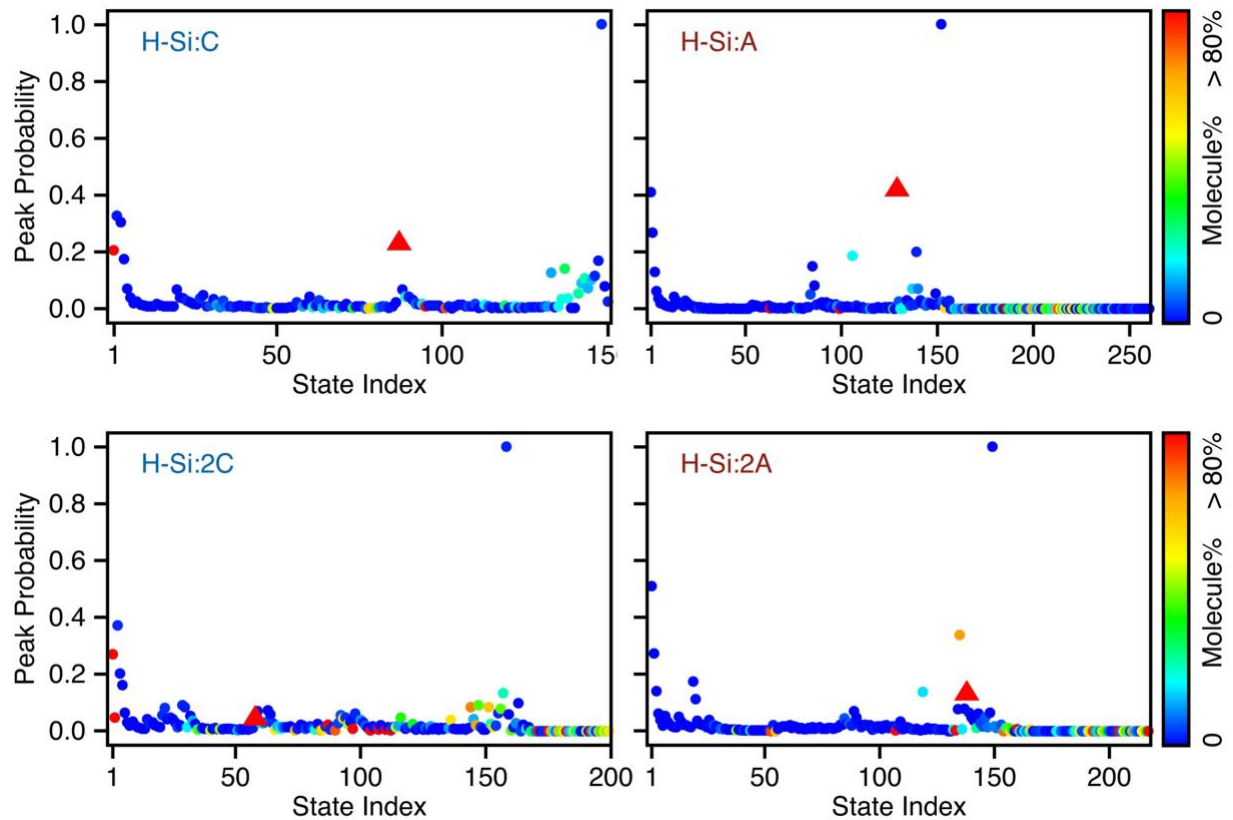 H-Si:C
H-Si:A
Peak Probability
1.0
0.8
0.6
0.4
0.2
0.0
1 50 100 15
State Index
1 50 100 150 200 250
State Index
0 Molecule% > 80%
H-Si:2C
H-Si:2A
Peak Probability
1.0
0.8
0.6
0.4
0.2
0.0
1 50 100 150 200
State Index
1 50 100 150 200
State Index
0 Molecule% > 80%